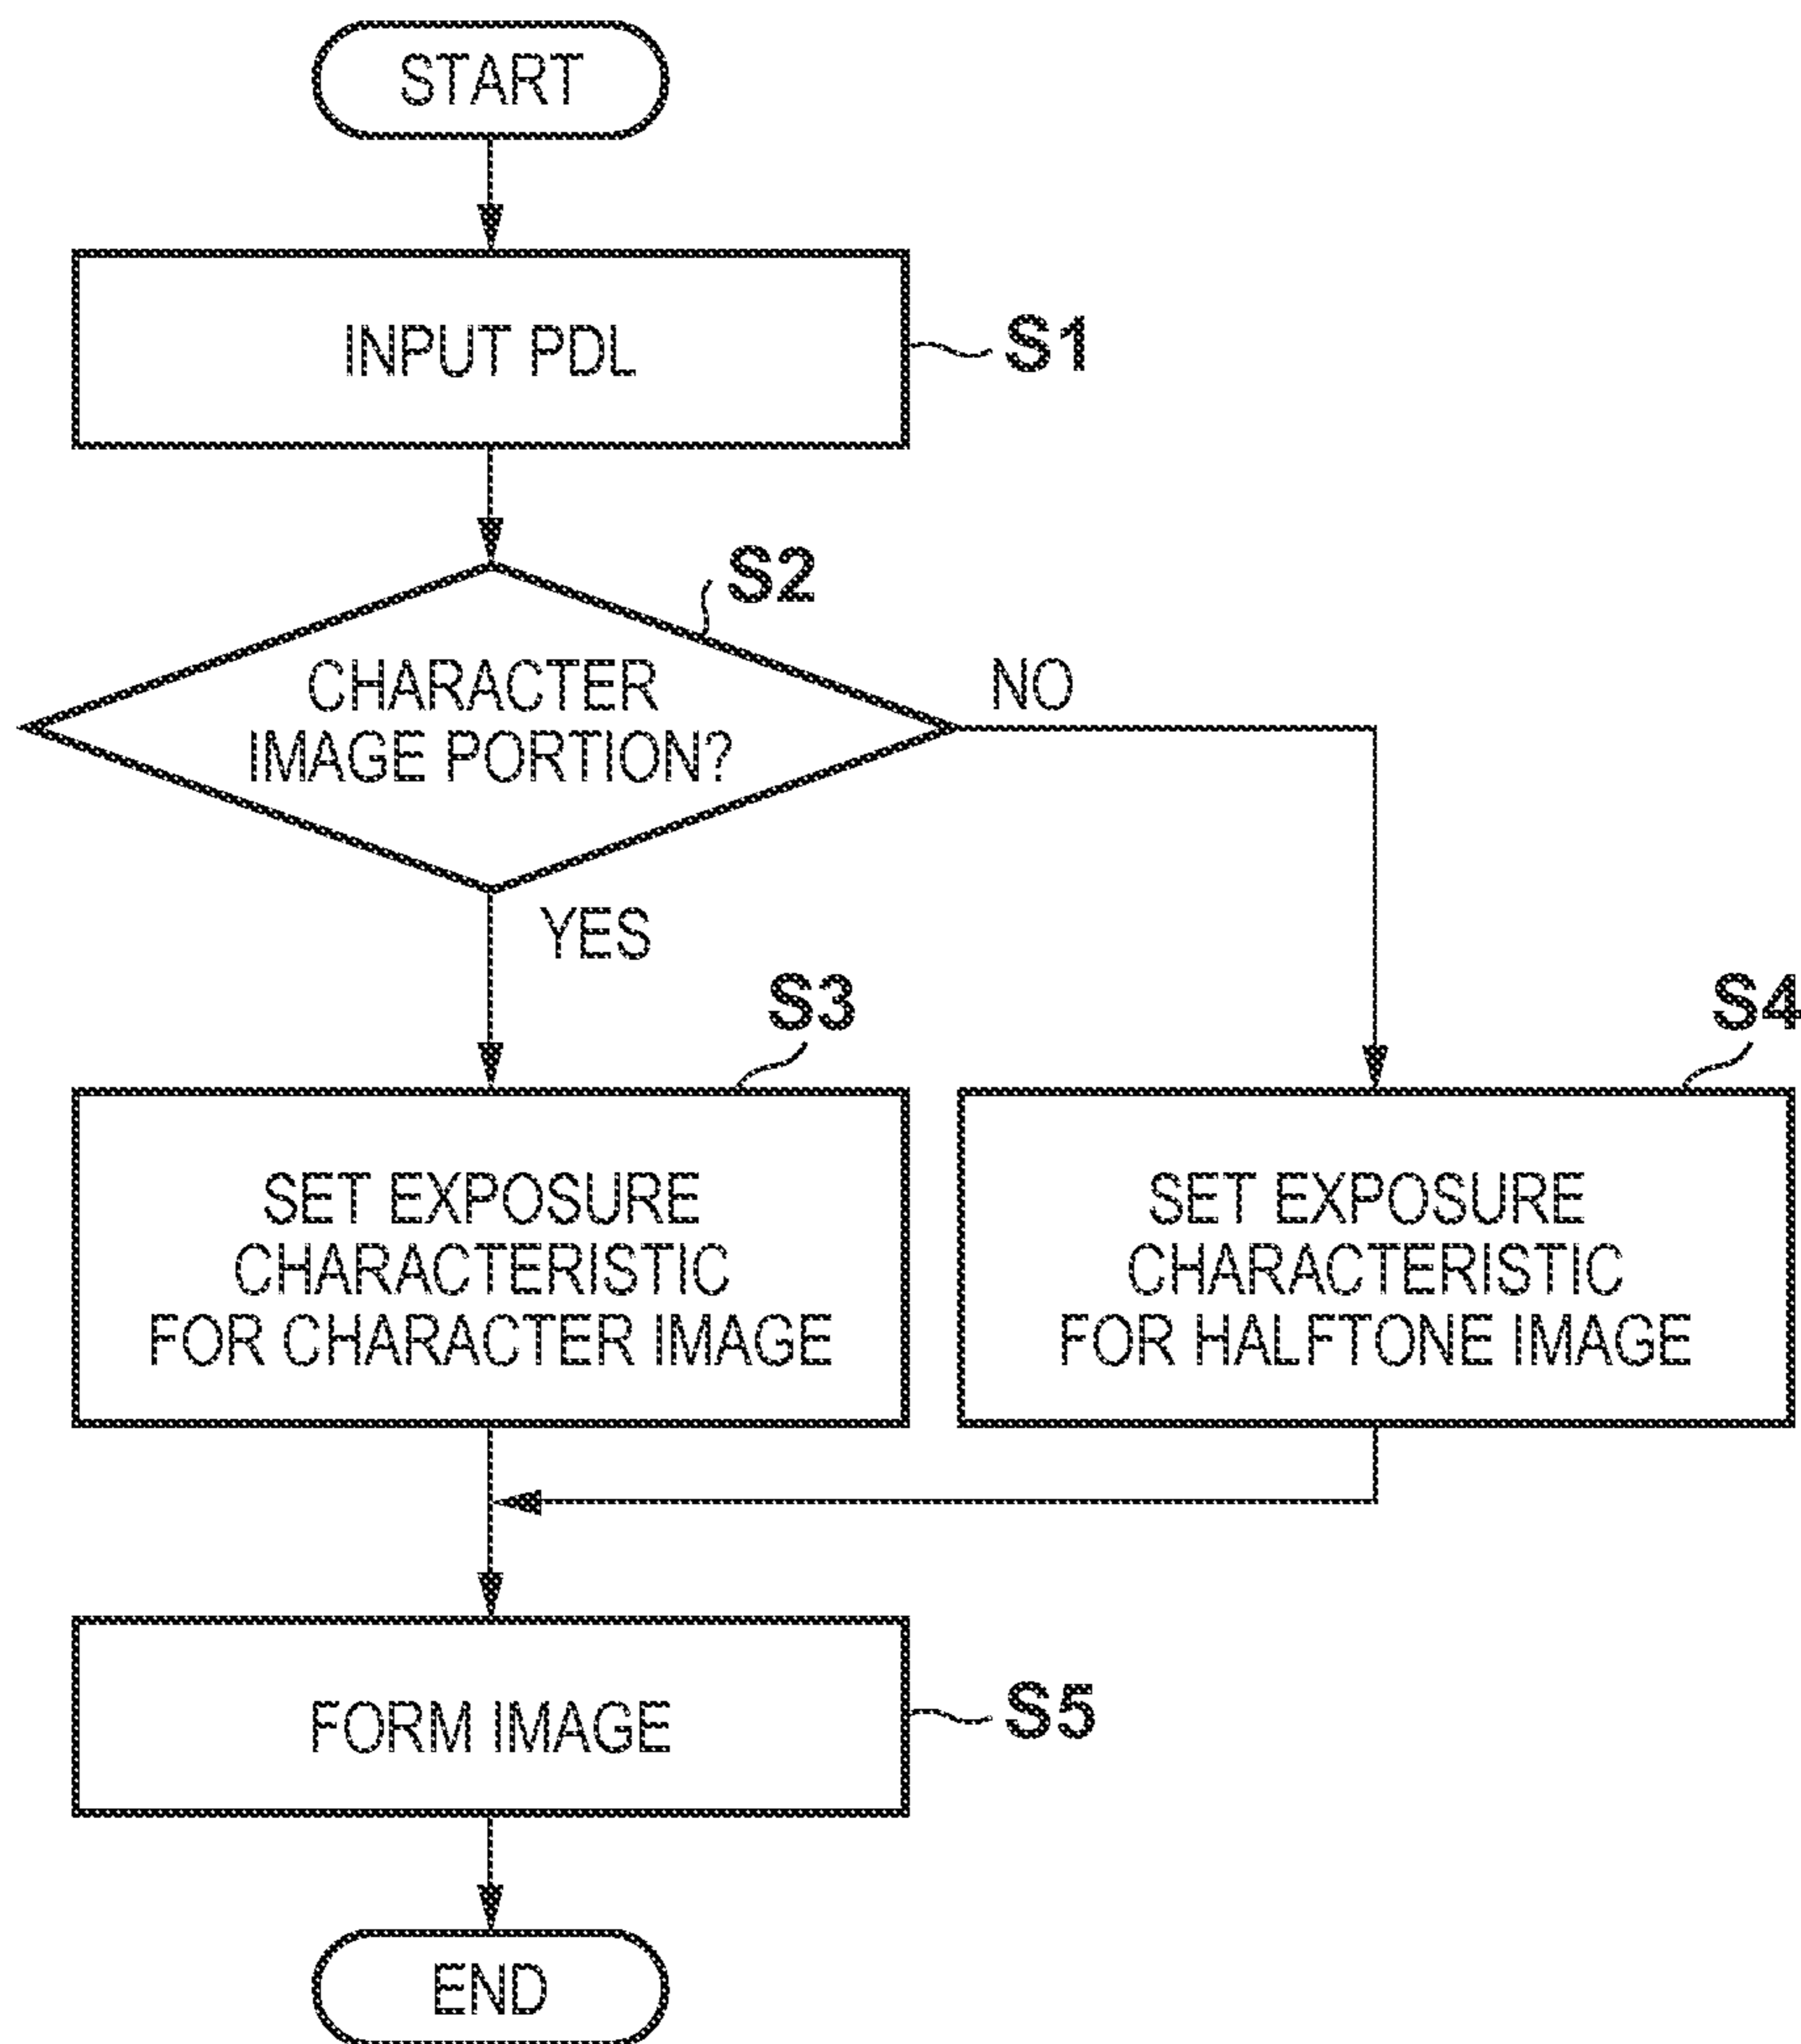 START
INPUT PDL
S1
S2
CHARACTER
IMAGE PORTION?
NO
YES
S3
SET EXPOSURE
CHARACTERISTIC
FOR CHARACTER IMAGE
S4
SET EXPOSURE
CHARACTERISTIC
FOR HALFTONE IMAGE
FORM IMAGE
S5
END